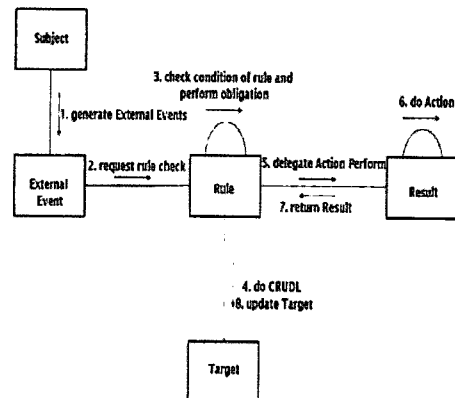 Subject
3. check condition of rule and
perform obligation
6. do Action
1. generate External Events
2. request rule check
5. delegate Action Perform
External
Event
Rule
Result
7. return Result
4. do CRUDL
8. update Target
Target